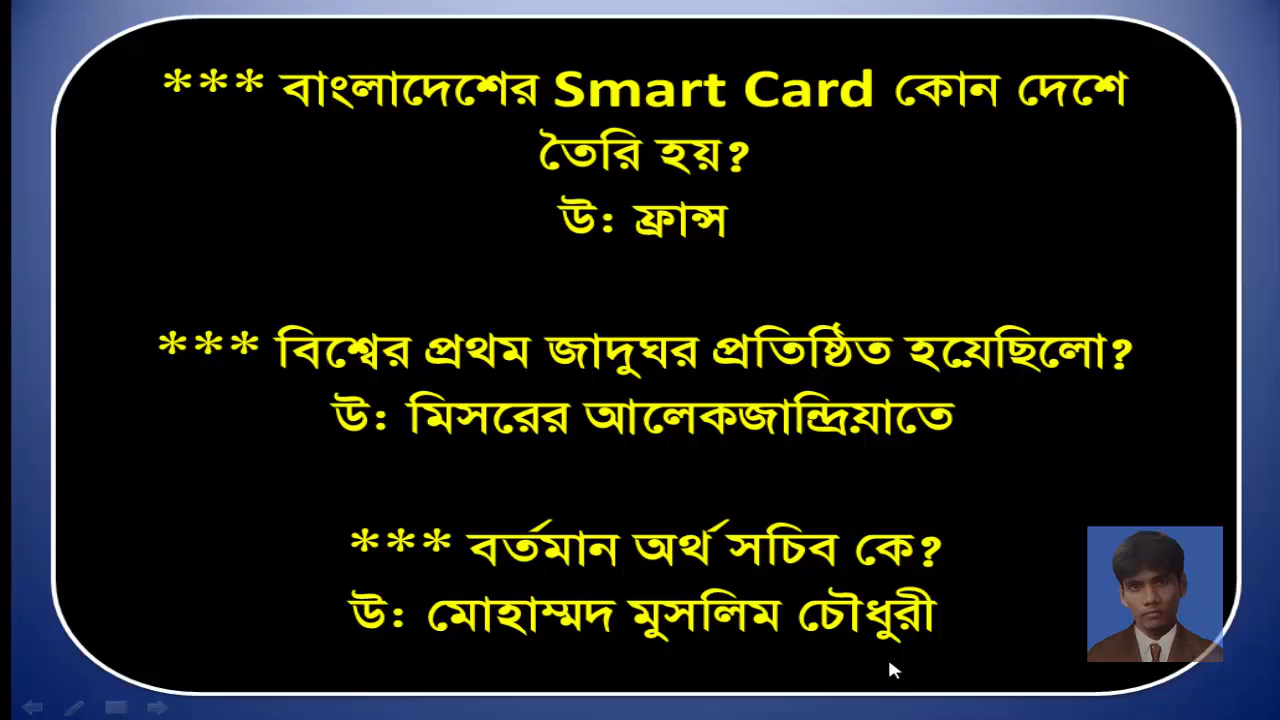 *** বাংলাদেশের Smart Card কোন দেশে
তৈরি হয়?
উ: ফ্রান্স
*** বিশ্বের প্রথম জাদুঘর প্রতিষ্ঠিত হয়েছিলো?
উ: মিসরের আলেকজান্দ্রিয়াতে
*** বর্তমান অর্থ সচিব কে?
উ: মোহাম্মদ মুসলিম চৌধুরী